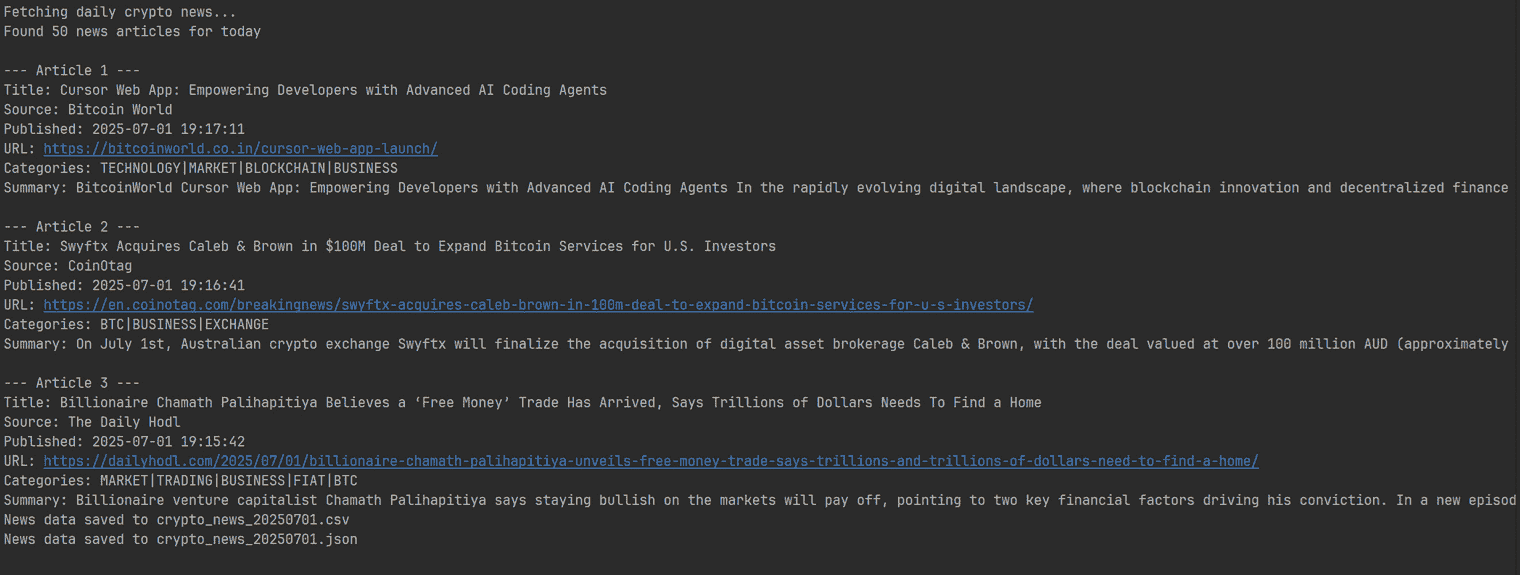 Fetching daily crypto news...
Found 50 news articles for today
--- Article 1 ---
Title: Cursor Web App: Empowering Developers with Advanced AI Coding Agents
Source: Bitcoin World
Published: 2025-07-01 19:17:11
URL: https://bitcoinworld.co.in/cursor-web-app-launch/
Categories: TECHNOLOGY|MARKET|BLOCKCHAIN|BUSINESS
Summary: BitcoinWorld Cursor Web App: Empowering Developers with Advanced AI Coding Agents In the rapidly evolving digital landscape, where blockchain innovation and decentralized finance
--- Article 2 ---
Title: Swyftx Acquires Caleb & Brown in $100M Deal to Expand Bitcoin Services for U.S. Investors
Source: CoinOtag
Published: 2025-07-01 19:16:41
URL: https://en.coinotag.com/breakingnews/swyftx-acquires-caleb-brown-in-100m-deal-to-expand-bitcoin-services-for-u-s-investors/
Categories: BTC|BUSINESS|EXCHANGE
Summary: On July 1st, Australian crypto exchange Swyftx will finalize the acquisition of digital asset brokerage Caleb & Brown, with the deal valued at over 100 million AUD (approximately
--- Article 3 ---
Title: Billionaire Chamath Palihapitiya Believes a ‘Free Money’ Trade Has Arrived, Says Trillions of Dollars Needs To Find a Home
Source: The Daily Hodl
Published: 2025-07-01 19:15:42
URL: https://dailyhodl.com/2025/07/01/billionaire-chamath-palihapitiya-unveils-free-money-trade-says-trillions-and-trillions-of-dollars-need-to-find-a-home/
Categories: MARKET|TRADING|BUSINESS|FIAT|BTC
Summary: Billionaire venture capitalist Chamath Palihapitiya says staying bullish on the markets will pay off, pointing to two key financial factors driving his conviction. In a new episod
News data saved to crypto_news_20250701.csv
News data saved to crypto_news_20250701.json